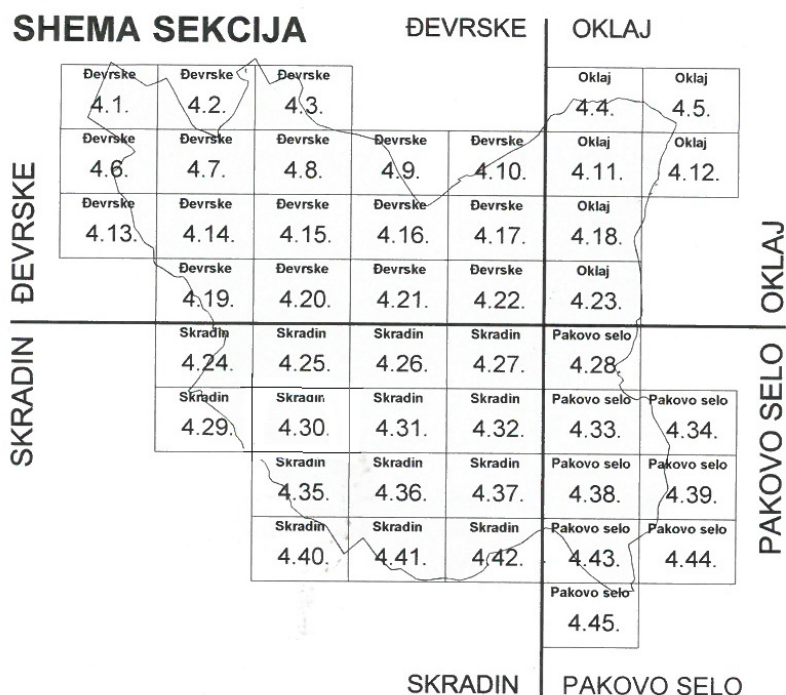 SHEMA SEKCIJA
ĐEVRSKE OKLAJ
Đevrske Đevrske Đevrske Oklaj Oklaj
4.1. 4.2. 4.3. 4.4. 4.5.
Đevrske Đevrske Đevrske Đevrske Đevrske Oklaj Oklaj
4.6. 4.7. 4.8. 4.9. 4.10. 4.11. 4.12.
Đevrske Đevrske Đevrske Đevrske Đevrske Oklaj
4.13. 4.14. 4.15. 4.16. 4.17. 4.18.
Đevrske Đevrske Đevrske Đevrske Oklaj
4.19. 4.20. 4.21. 4.22. 4.23.
ĐEVRSKE
OKLAJ
Skradin Skradin Skradin Skradin Pakovo selo
4.24. 4.25. 4.26. 4.27. 4.28.
Skradin Skradin Skradin Skradin Pakovo selo Pakovo selo
4.29. 4.30. 4.31. 4.32. 4.33. 4.34.
Skradin Skradin Skradin Pakovo selo Pakovo selo
4.35. 4.36. 4.37. 4.38. 4.39.
Skradin Skradin Skradin Pakovo selo Pakovo selo
4.40. 4.41. 4.42. 4.43. 4.44.
Pakovo selo
4.45.
SKRADIN
PAKOVO SELO
SKRADIN PAKOVO SELO